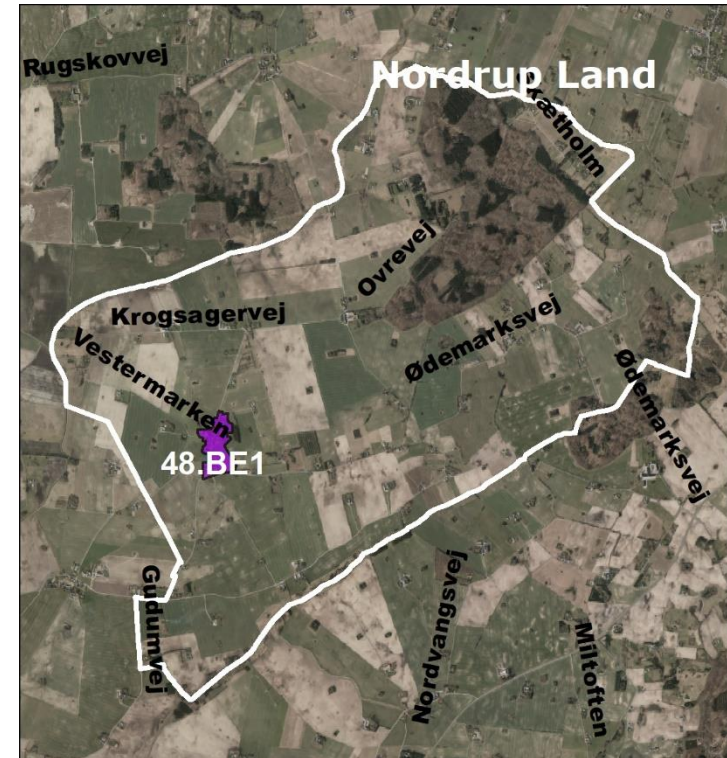 Rugskovvej
Nordrup Land
kætholm
Ovrevej
Krogsagervej
Vestermarken
Ødemarksvej
Ødemarksvej
48.BE1
Gudumvej
Nordvangsvej
Miltoften